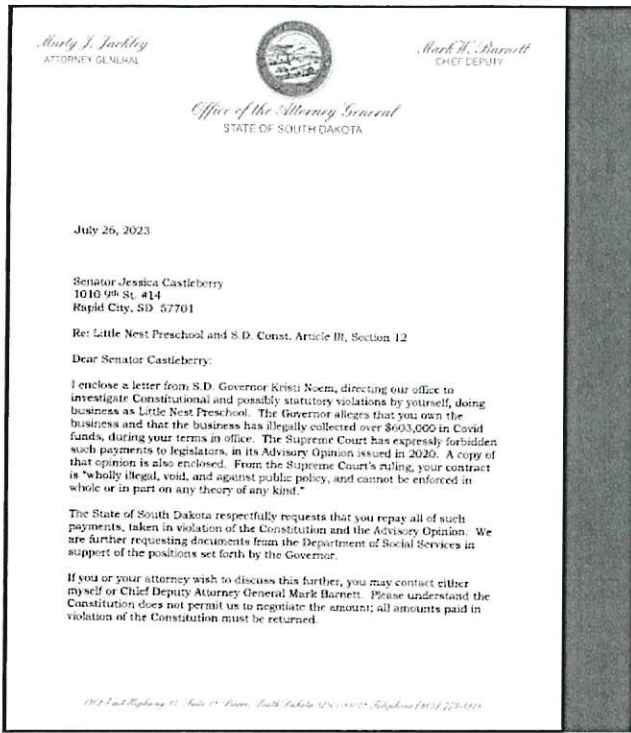 Marty J. Jackley
ATTORNEY GENERAL
Mark W. Barnett
CHIEF DEPUTY
Office of the Attorney General
STATE OF SOUTH DAKOTA
July 26, 2023
Senator Jessica Castleberry
1010 9th St. #14
Rapid City, SD 57701
Re: Little Nest Preschool and S.D. Const. Article III, Section 12
Dear Senator Castleberry:
I enclose a letter from S.D. Governor Kristi Noem, directing our office to
investigate Constitutional and possibly statutory violations by yourself, doing
business as Little Nest Preschool. The Governor alleges that you own the
business and that the business has illegally collected over $603,000 in Covid
funds, during your terms in office. The Supreme Court has expressly forbidden
such payments to legislators, in its Advisory Opinion issued in 2020. A copy of
that opinion is also enclosed. From the Supreme Court's ruling, your contract
is "wholly illegal, void, and against public policy, and cannot be enforced in
whole or in part on any theory of any kind."
The State of South Dakota respectfully requests that you repay all of such
payments, taken in violation of the Constitution and the Advisory Opinion. We
are further requesting documents from the Department of Social Services in
support of the positions set forth by the Governor.
If you or your attorney wish to discuss this further, you may contact either
myself or Chief Deputy Attorney General Mark Barnett. Please understand the
Constitution does not permit us to negotiate the amount; all amounts paid in
violation of the Constitution must be returned.
East Highway Pierre, South Dakota Telephone (605)